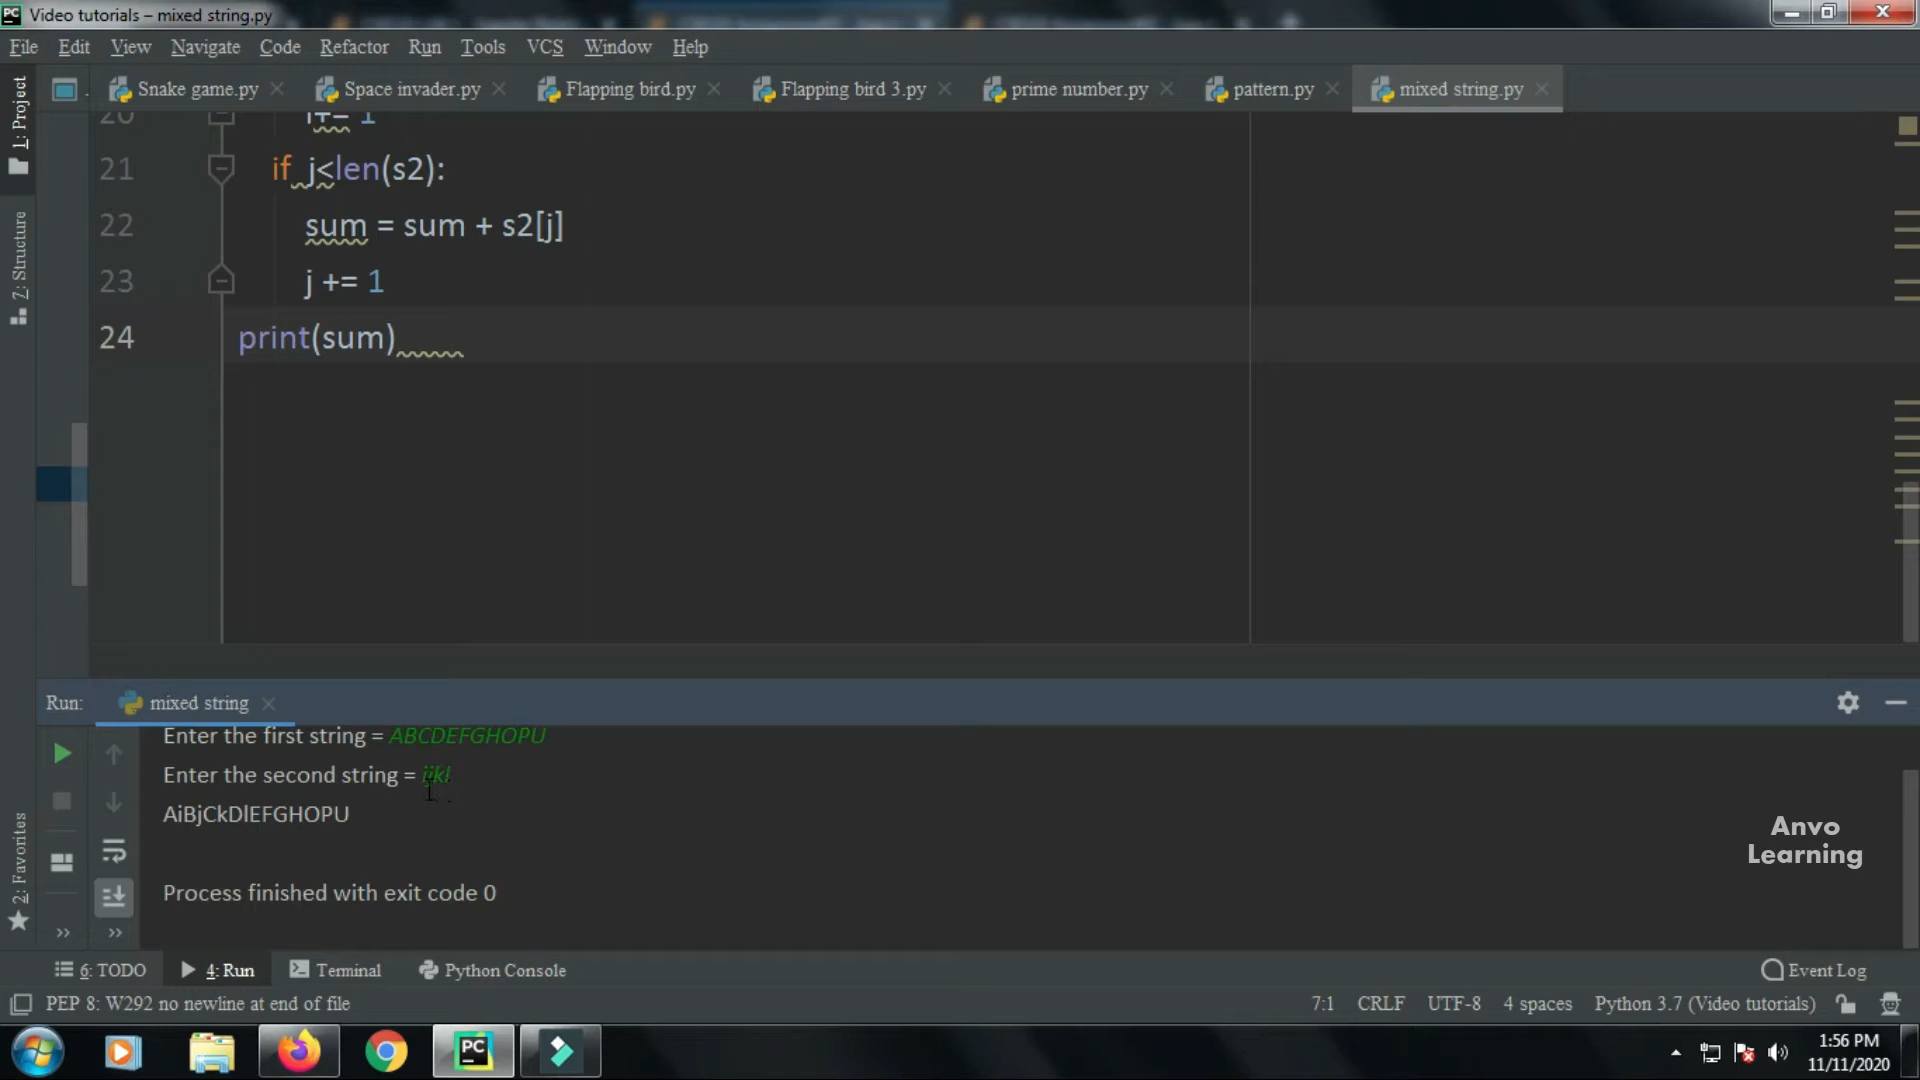 Video tutorials – mixed string.py
File Edit View Navigate Code Refactor Run Tools VCS Window Help
Snake game.py Space invader.py Flapping bird.py Flapping bird 3.py prime number.py pattern.py mixed string.py
1: Project
7: Structure
2: Favorites
20 i+= 1
21 if j<len(s2):
22 sum = sum + s2[j]
23 j += 1
24 print(sum)
Run: mixed string
Enter the first string = ABCDEFGHOPU
Enter the second string = ijkl
AiBjCkDlEFGHOPU
Process finished with exit code 0
Anvo
Learning
6: TODO 4: Run Terminal Python Console Event Log
PEP 8: W292 no newline at end of file 7:1 CRLF UTF-8 4 spaces Python 3.7 (Video tutorials)
PC
1:56 PM
11/11/2020